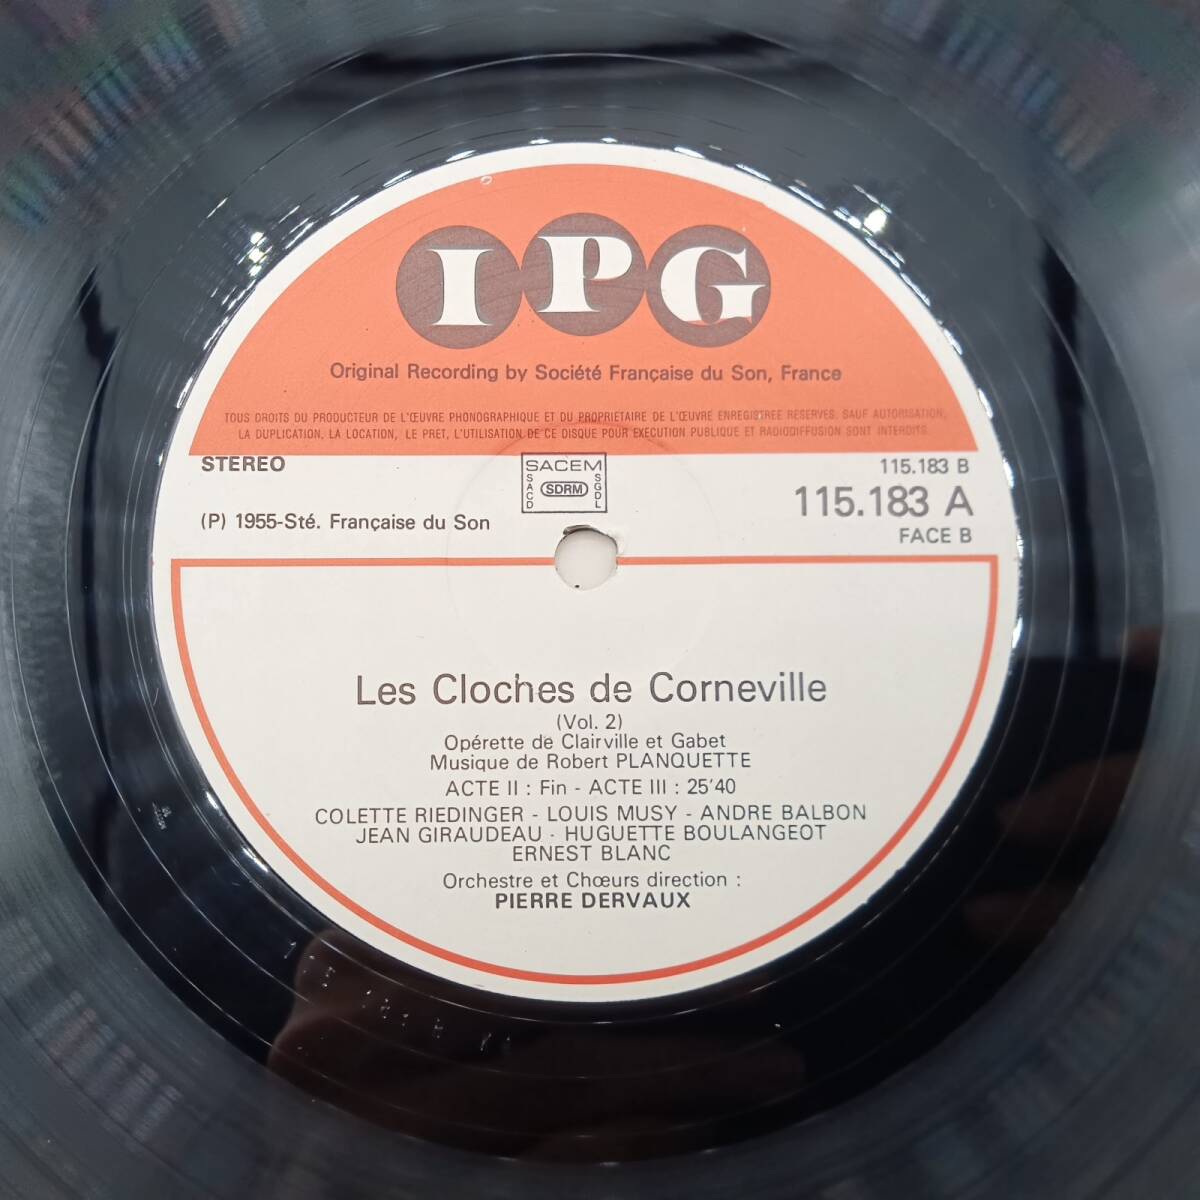 I P G
Original Recording by Société Française du Son, France
TOUS DROITS DU PRODUCTEUR DE L'ŒUVRE PHONOGRAPHIQUE ET DU PROPRIETAIRE DE L'ŒUVRE ENREGISTREE RESERVES. SAUF AUTORISATION,
LA DUPLICATION, LA LOCATION, LE PRET, L'UTILISATION DE CE DISQUE POUR EXECUTION PUBLIQUE ET RADIODIFFUSION SONT INTERDITS.
STEREO
(P) 1955-Sté. Française du Son
SACEM
SACD
SDRM
SGDL
115.183 B
115.183 A
FACE B
Les Cloches de Corneville
(Vol. 2)
Opérette de Clairville et Gabet
Musique de Robert PLANQUETTE
ACTE II : Fin - ACTE III : 25'40
COLETTE RIEDINGER - LOUIS MUSY - ANDRE BALBON
JEAN GIRAUDEAU - HUGUETTE BOULANGEOT
ERNEST BLANC
Orchestre et Chœurs direction :
PIERRE DERVAUX